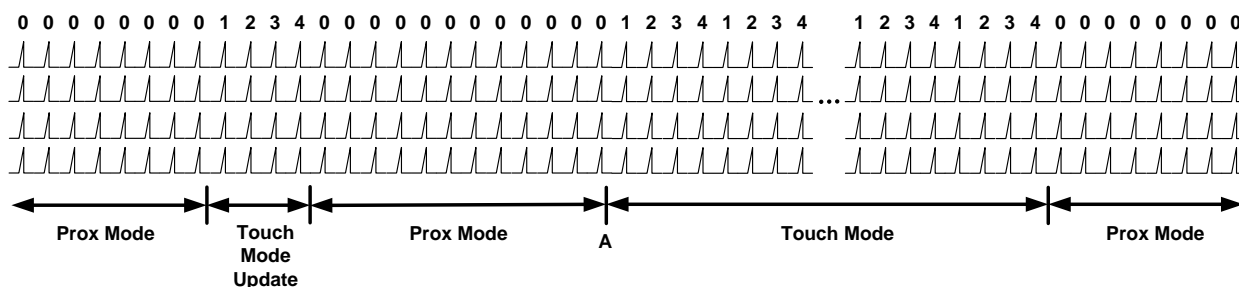 0 0 0 0 0 0 0 0 1 2 3 4 0 0 0 0 0 0 0 0 0 0 0 0 1 2 3 4 1 2 3 4 1 2 3 4 1 2 3 4 0 0 0 0 0 0 0 0
...
Prox Mode
Touch
Mode
Update
Prox Mode
A
Touch Mode
Prox Mode